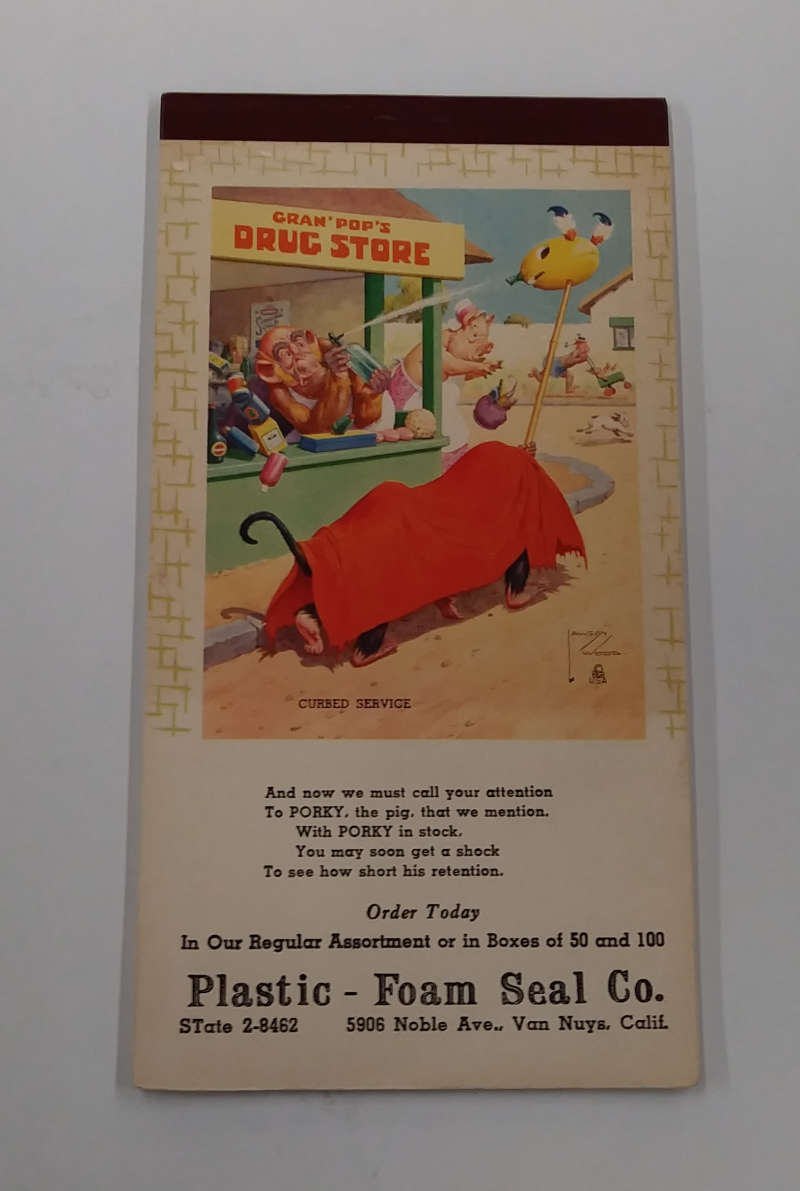 GRAN' POP'S
DRUG STORE
LAWSON
WOOD
USA
CURBED SERVICE
And now we must call your attention
To PORKY, the pig, that we mention.
With PORKY in stock,
You may soon get a shock
To see how short his retention.
Order Today
In Our Regular Assortment or in Boxes of 50 and 100
Plastic - Foam Seal Co.
STate 2-8462 5906 Noble Ave., Van Nuys, Calif.